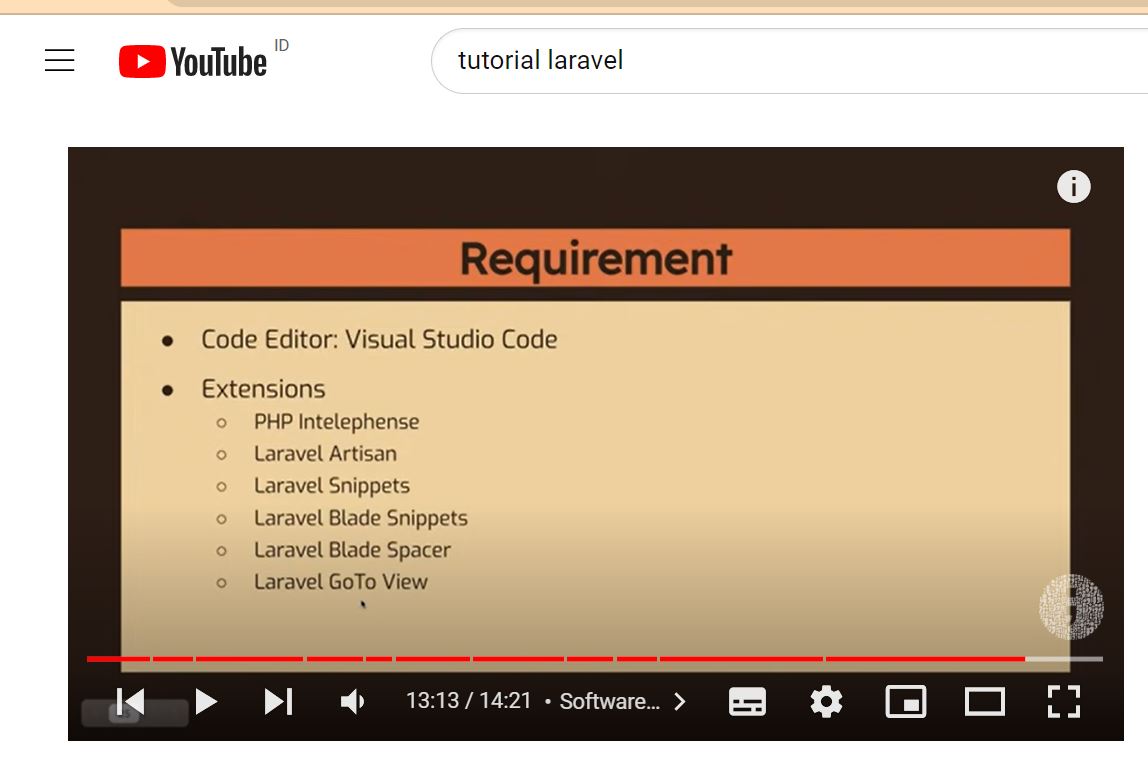 YouTube ID
tutorial laravel
Requirement
Code Editor: Visual Studio Code
Extensions
PHP Intelephense
Laravel Artisan
Laravel Snippets
Laravel Blade Snippets
Laravel Blade Spacer
Laravel GoTo View
13:13 / 14:21 • Software...